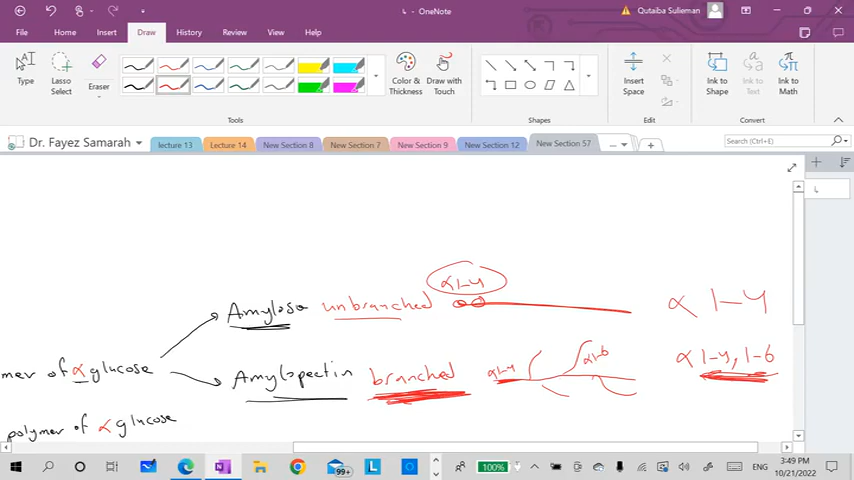 - OneNote
Qutaiba Sulieman
File Home Insert Draw History Review View Help
Type
Lasso Select
Eraser
Color & Thickness
Draw with Touch
Insert Space
Ink to Shape
Ink to Text
Ink to Math
Tools
Shapes
Edit
Convert
Dr. Fayez Samarah
lecture 13 Lecture 14 New Section 8 New Section 7 New Section 9 New Section 12 New Section 57
Search (Ctrl+E)
α1-4
Amylose unbranched α 1-4
α1-6
α 1-4, 1-6
mer of α glucose Amylopectin branched α1-4
polymer of α glucose
99+
100%
ENG
3:49 PM
10/21/2022